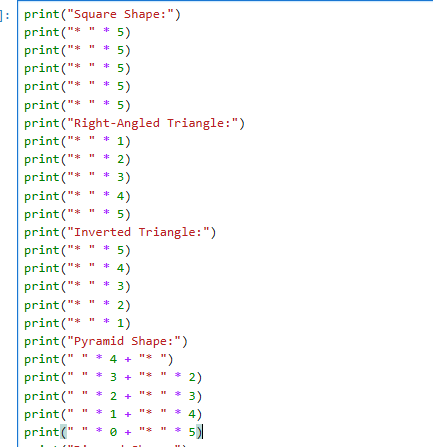 ]:
print("Square Shape:")
print("* " * 5)
print("* " * 5)
print("* " * 5)
print("* " * 5)
print("* " * 5)
print("Right-Angled Triangle:")
print("* " * 1)
print("* " * 2)
print("* " * 3)
print("* " * 4)
print("* " * 5)
print("Inverted Triangle:")
print("* " * 5)
print("* " * 4)
print("* " * 3)
print("* " * 2)
print("* " * 1)
print("Pyramid Shape:")
print(" " * 4 + "* ")
print(" " * 3 + "* " * 2)
print(" " * 2 + "* " * 3)
print(" " * 1 + "* " * 4)
print(" " * 0 + "* " * 5)